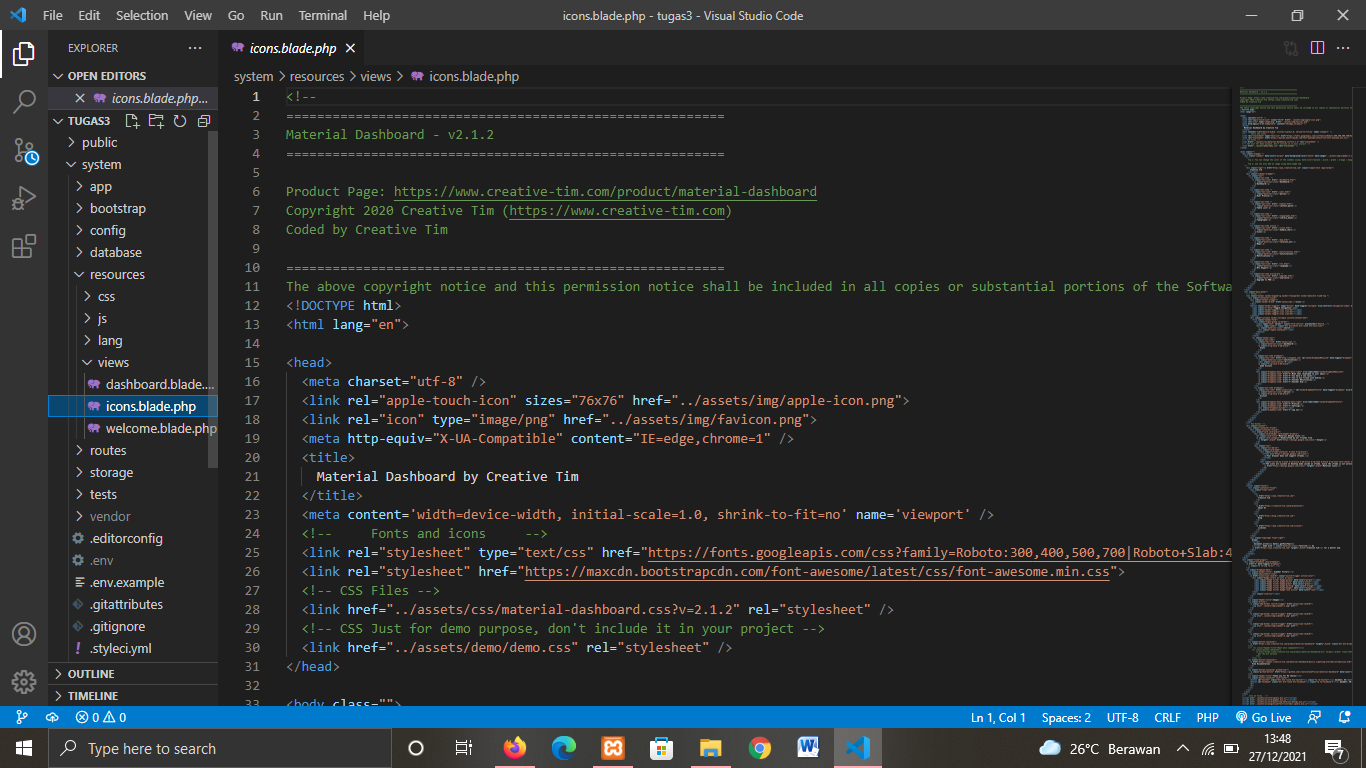 File Edit Selection View Go Run Terminal Help icons.blade.php - tugas3 - Visual Studio Code
EXPLORER
OPEN EDITORS
icons.blade.php...
TUGAS3
public
system
app
bootstrap
config
database
resources
css
js
lang
views
dashboard.blade....
icons.blade.php
welcome.blade.php
routes
storage
tests
vendor
.editorconfig
.env
.env.example
.gitattributes
.gitignore
.styleci.yml
OUTLINE
TIMELINE
icons.blade.php
system > resources > views > icons.blade.php
1 <!--
2 =========================================================
3 Material Dashboard - v2.1.2
4 =========================================================
5
6 Product Page: https://www.creative-tim.com/product/material-dashboard
7 Copyright 2020 Creative Tim (https://www.creative-tim.com)
8 Coded by Creative Tim
9
10 =========================================================
11 The above copyright notice and this permission notice shall be included in all copies or substantial portions of the Softwa
12 <!DOCTYPE html>
13 <html lang="en">
14
15 <head>
16 <meta charset="utf-8" />
17 <link rel="apple-touch-icon" sizes="76x76" href="../assets/img/apple-icon.png">
18 <link rel="icon" type="image/png" href="../assets/img/favicon.png">
19 <meta http-equiv="X-UA-Compatible" content="IE=edge,chrome=1" />
20 <title>
21 Material Dashboard by Creative Tim
22 </title>
23 <meta content='width=device-width, initial-scale=1.0, shrink-to-fit=no' name='viewport' />
24 <!--     Fonts and icons     -->
25 <link rel="stylesheet" type="text/css" href="https://fonts.googleapis.com/css?family=Roboto:300,400,500,700|Roboto+Slab:4
26 <link rel="stylesheet" href="https://maxcdn.bootstrapcdn.com/font-awesome/latest/css/font-awesome.min.css">
27 <!-- CSS Files -->
28 <link href="../assets/css/material-dashboard.css?v=2.1.2" rel="stylesheet" />
29 <!-- CSS Just for demo purpose, don't include it in your project -->
30 <link href="../assets/demo/demo.css" rel="stylesheet" />
31 </head>
32
33 <body class="">
0 0 Ln 1, Col 1 Spaces: 2 UTF-8 CRLF PHP Go Live
Type here to search 26°C Berawan 13:48
27/12/2021 7